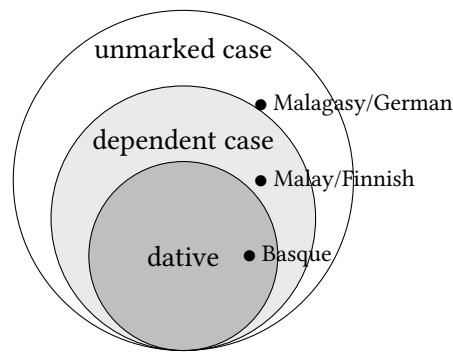 unmarked case
Malagasy/German
dependent case
Malay/Finnish
dative
Basque